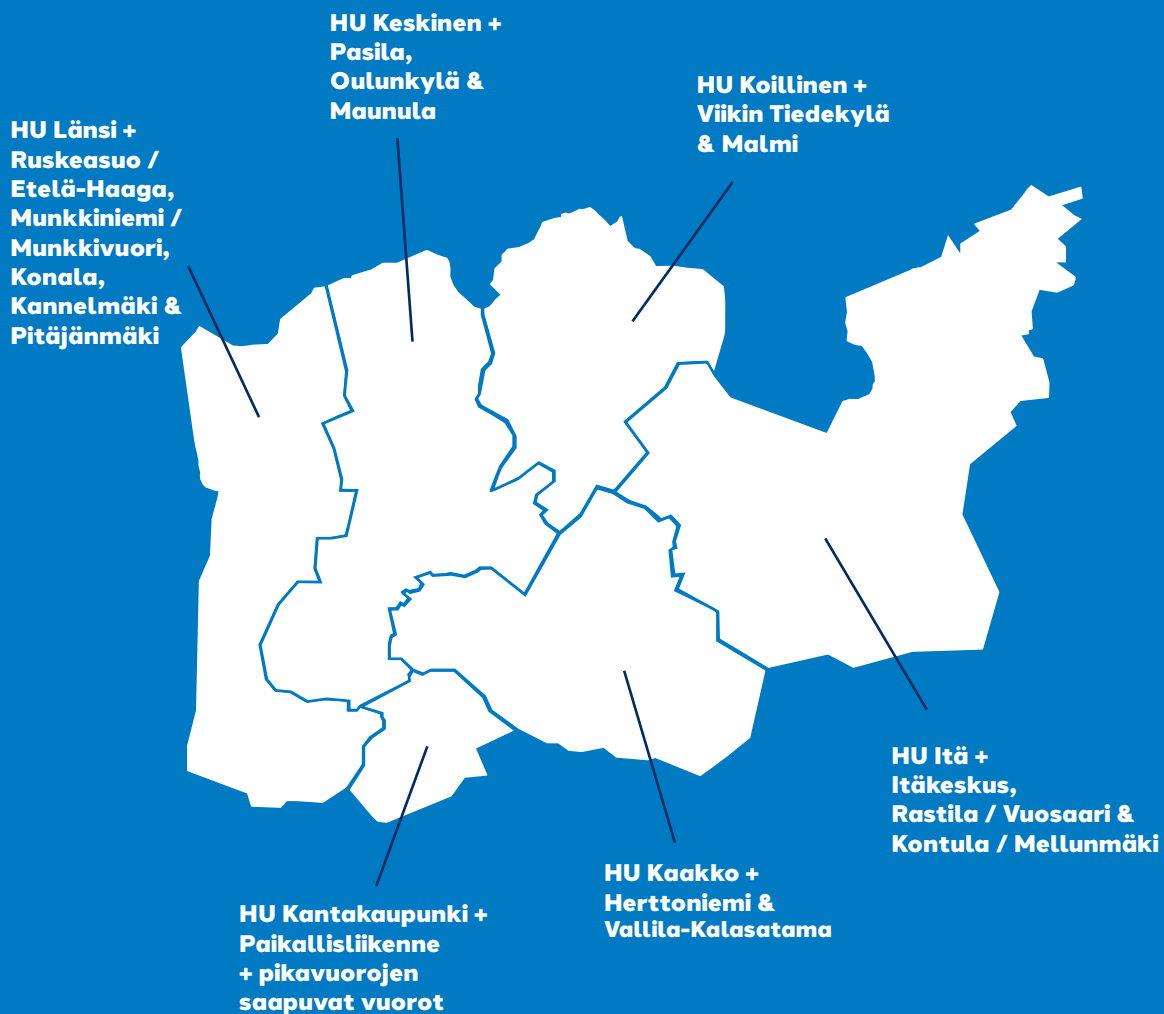 HU Keskinen +
Pasila,
Oulunkylä &
Maunula
HU Koillinen +
Viikin Tiedekylä
& Malmi
HU Länsi +
Ruskeasuo /
Etelä-Haaga,
Munkkiniemi /
Munkkivuori,
Konala,
Kannelmäki &
Pitäjänmäki
HU Itä +
Itäkeskus,
Rastila / Vuosaari &
Kontula / Mellunmäki
HU Kaakko +
Herttoniemi &
Vallila-Kalasatama
HU Kantakaupunki +
Paikallisliikenne
+ pikavuorojen
saapuvat vuorot